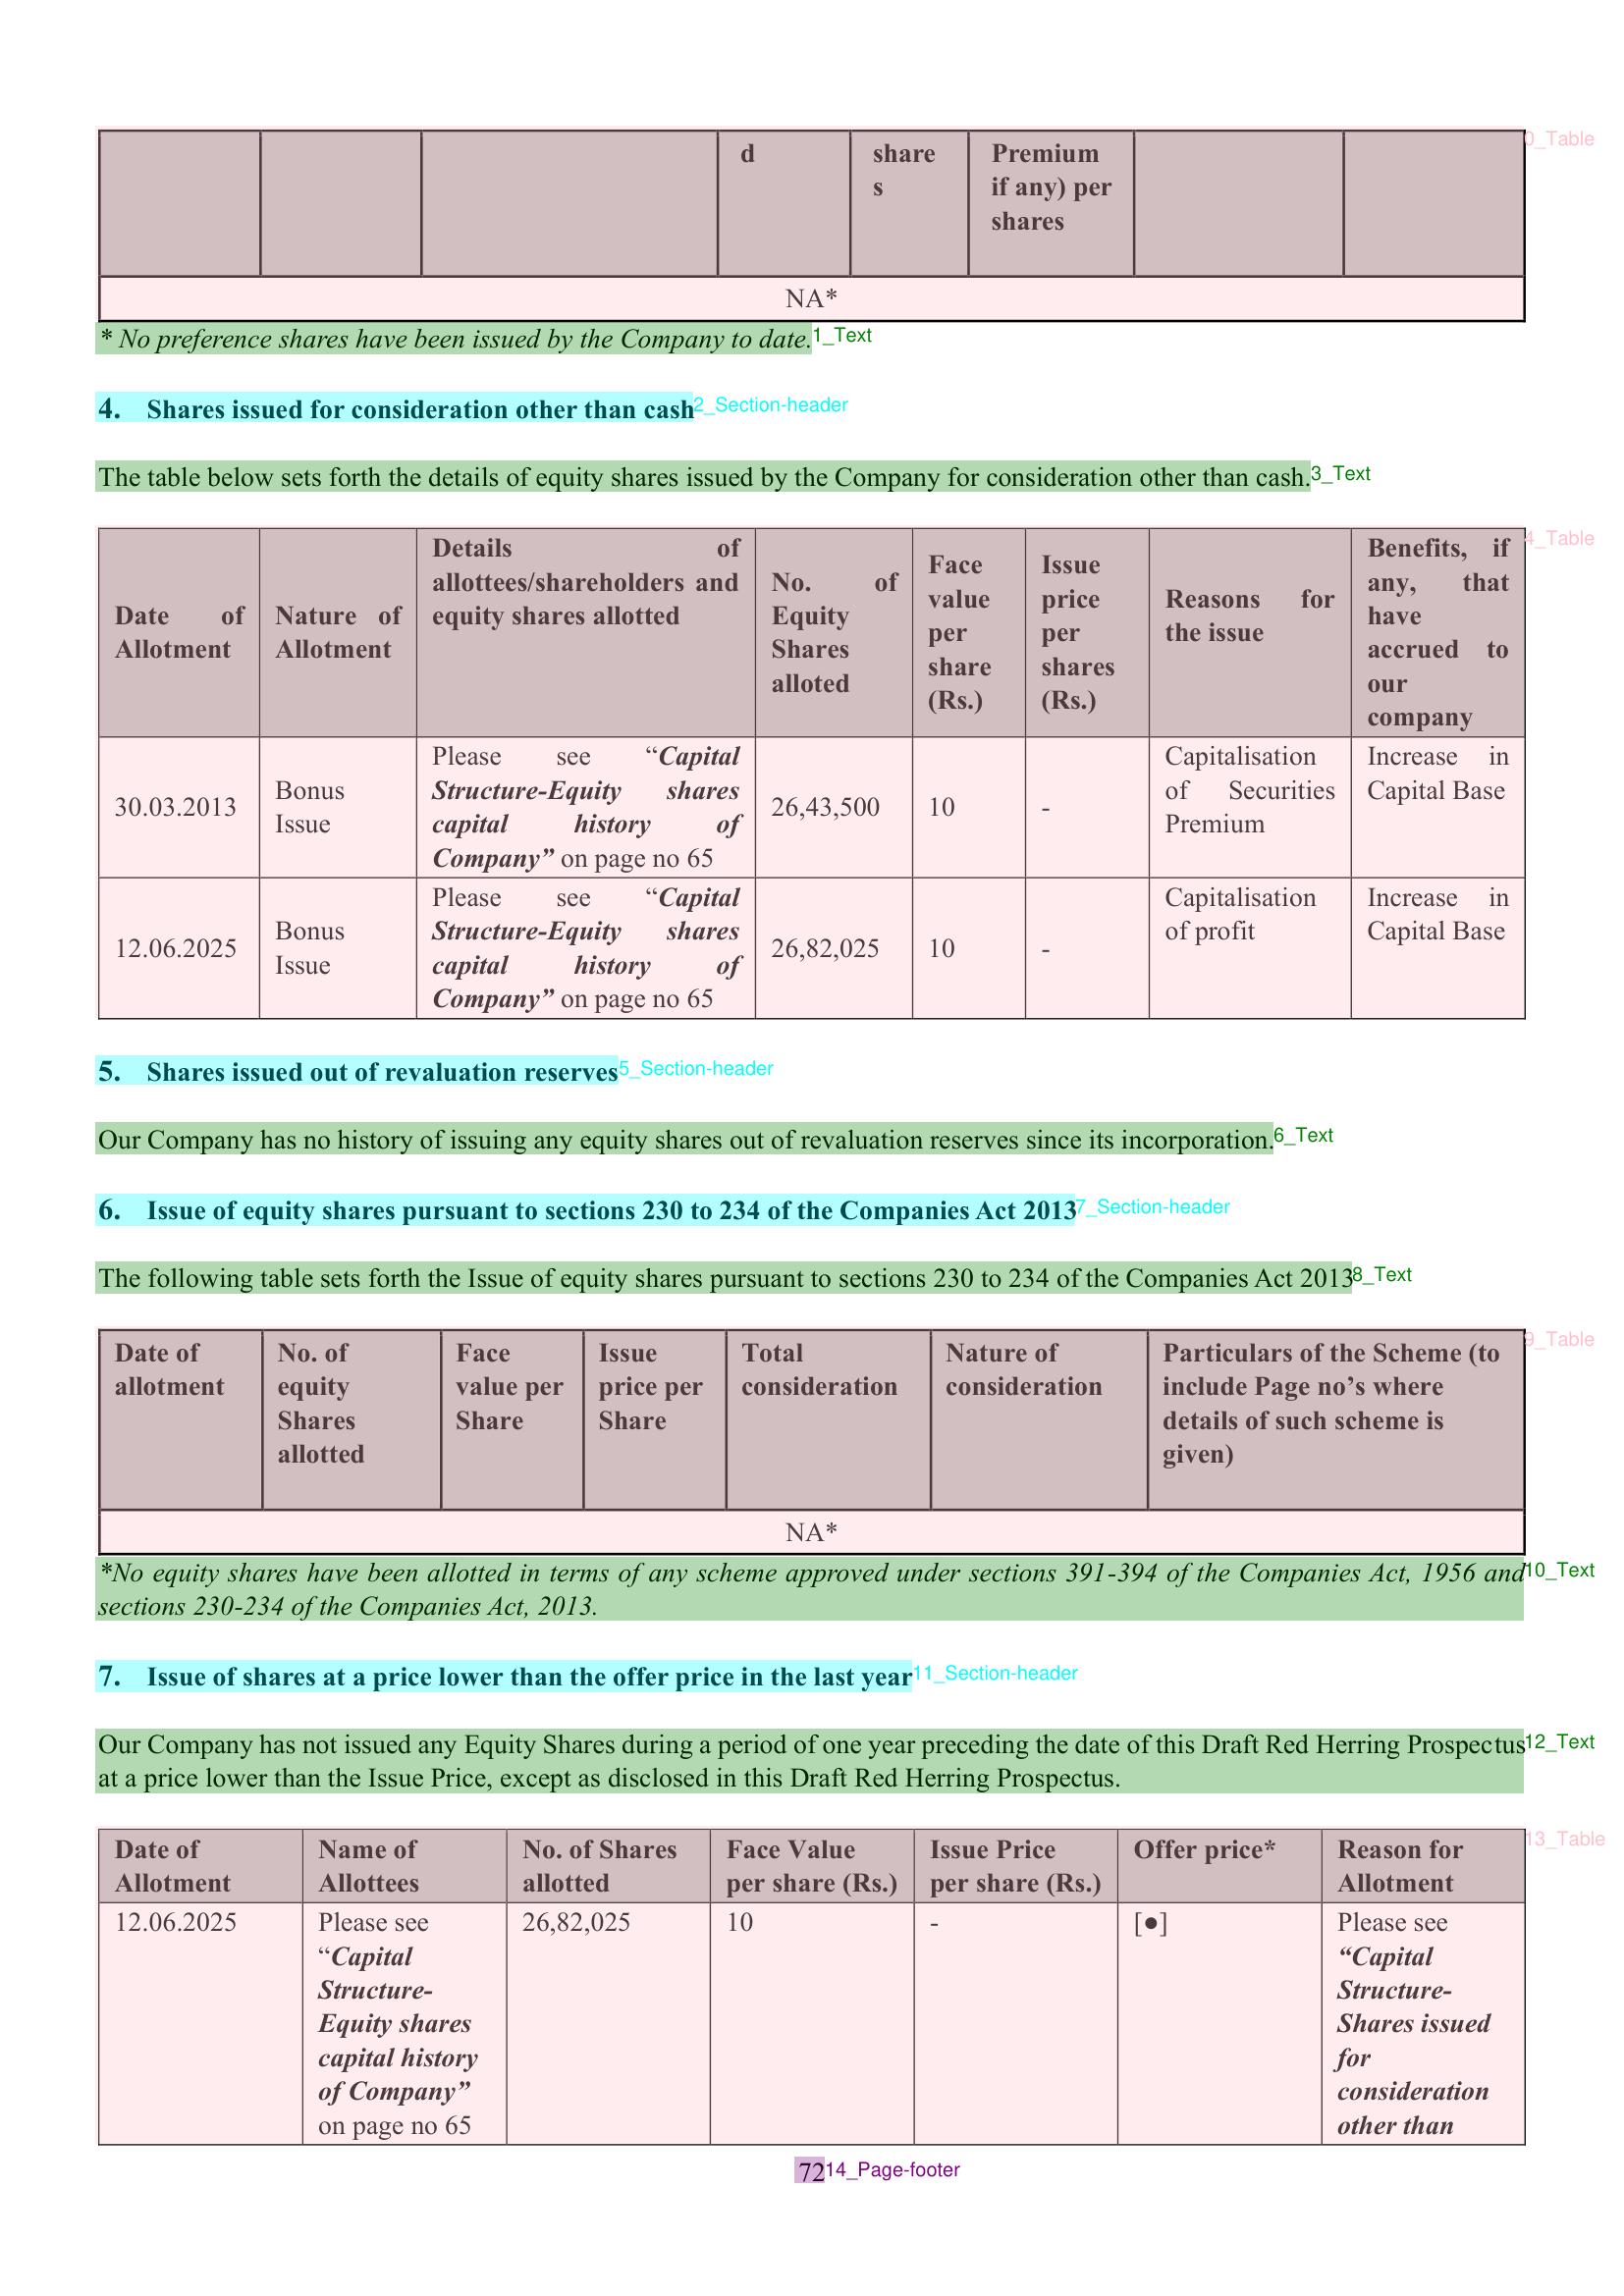 d share Premium
s if any) per
shares
0_Table
NA*
* No preference shares have been issued by the Company to date.1_Text
4. Shares issued for consideration other than cash2_Section-header
The table below sets forth the details of equity shares issued by the Company for consideration other than cash.3_Text
4_Table
Date of
Allotment
Nature of
Allotment
Details of
allottees/shareholders and
equity shares allotted
No. of
Equity
Shares
alloted
Face
value
per
share
(Rs.)
Issue
price
per
shares
(Rs.)
Reasons for
the issue
Benefits, if
any, that
have
accrued to
our
company
30.03.2013
Bonus
Issue
Please see “Capital
Structure-Equity shares
capital history of
Company” on page no 65
26,43,500
10
-
Capitalisation
of Securities
Premium
Increase in
Capital Base
12.06.2025
Bonus
Issue
Please see “Capital
Structure-Equity shares
capital history of
Company” on page no 65
26,82,025
10
-
Capitalisation
of profit
Increase in
Capital Base
5. Shares issued out of revaluation reserves5_Section-header
Our Company has no history of issuing any equity shares out of revaluation reserves since its incorporation.6_Text
6. Issue of equity shares pursuant to sections 230 to 234 of the Companies Act 20137_Section-header
The following table sets forth the Issue of equity shares pursuant to sections 230 to 234 of the Companies Act 20138_Text
9_Table
Date of
allotment
No. of
equity
Shares
allotted
Face
value per
Share
Issue
price per
Share
Total
consideration
Nature of
consideration
Particulars of the Scheme (to
include Page no’s where
details of such scheme is
given)
NA*
*No equity shares have been allotted in terms of any scheme approved under sections 391-394 of the Companies Act, 1956 and10_Text
sections 230-234 of the Companies Act, 2013.
7. Issue of shares at a price lower than the offer price in the last year11_Section-header
Our Company has not issued any Equity Shares during a period of one year preceding the date of this Draft Red Herring Prospectus12_Text
at a price lower than the Issue Price, except as disclosed in this Draft Red Herring Prospectus.
13_Table
Date of
Allotment
Name of
Allottees
No. of Shares
allotted
Face Value
per share (Rs.)
Issue Price
per share (Rs.)
Offer price*
Reason for
Allotment
12.06.2025
Please see
“Capital
Structure-
Equity shares
capital history
of Company”
on page no 65
26,82,025
10
-
[●]
Please see
“Capital
Structure-
Shares issued
for
consideration
other than
7214_Page-footer